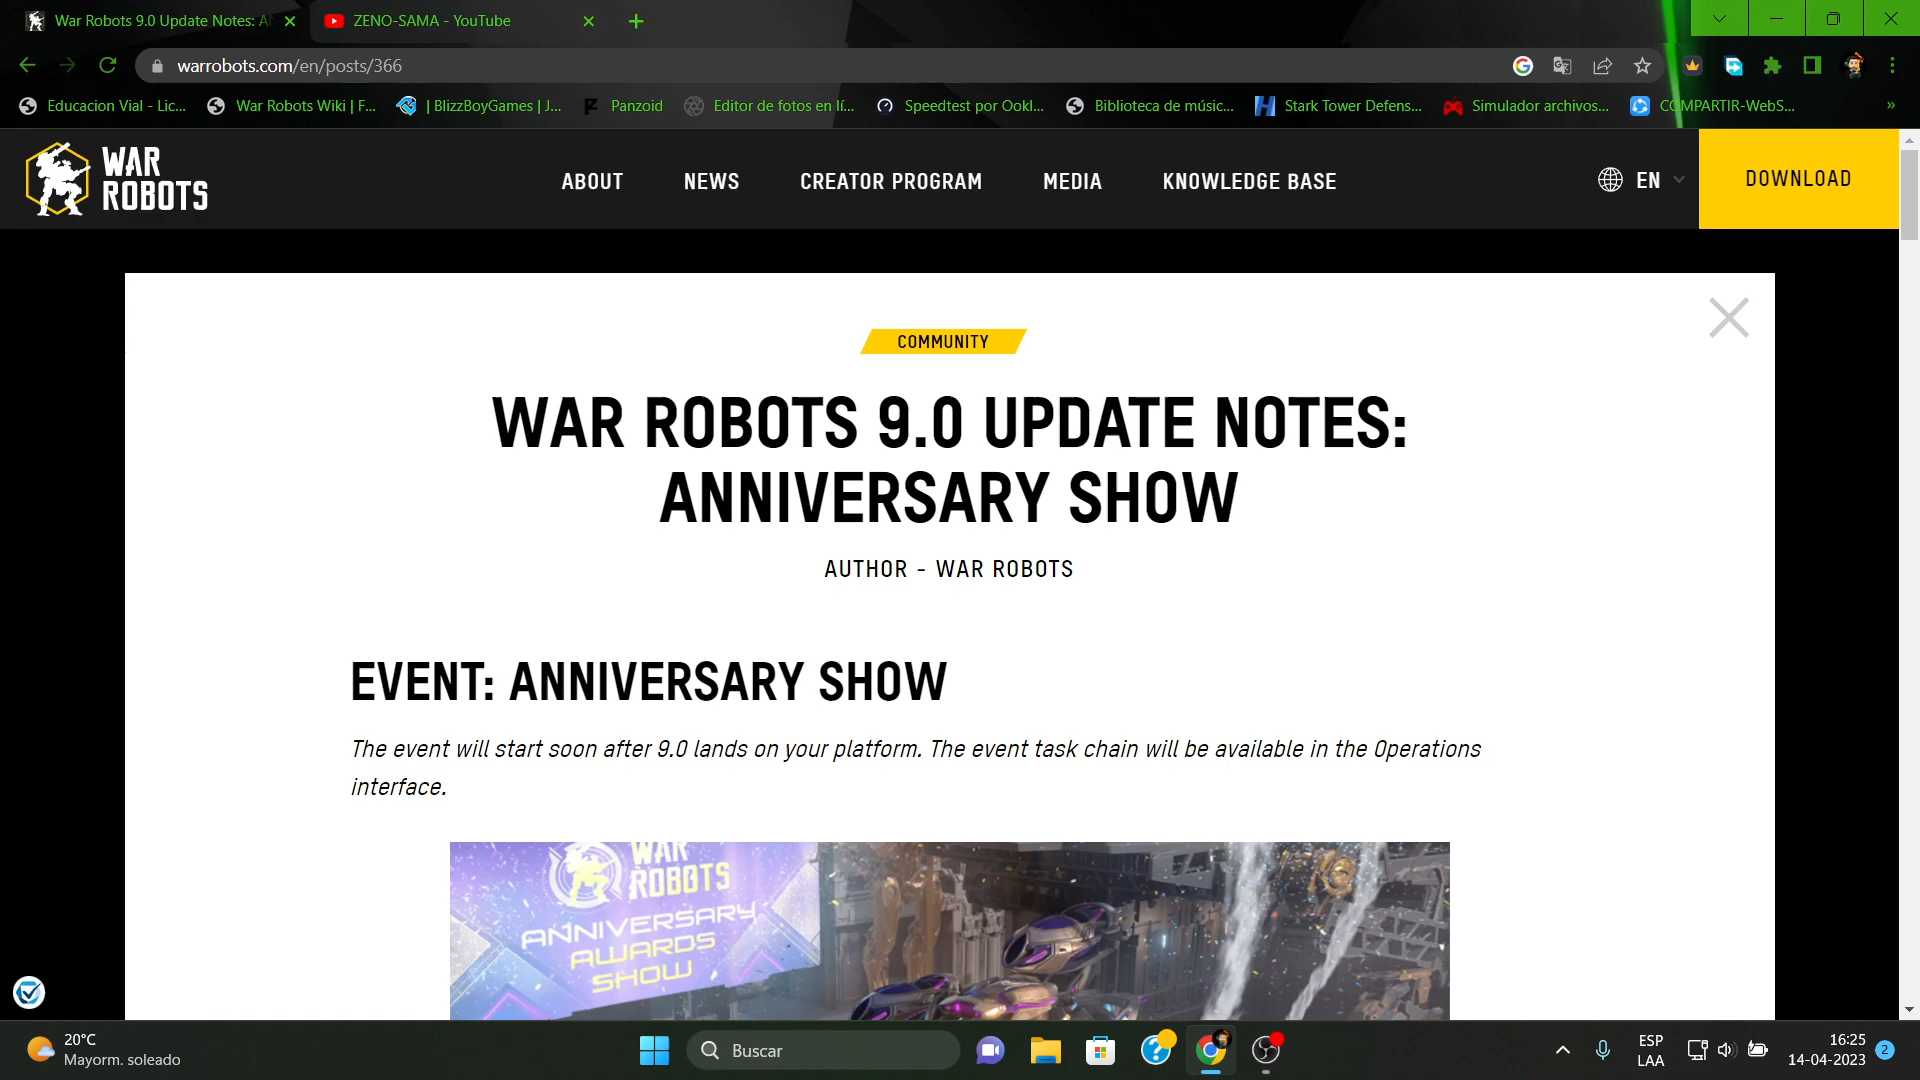 War Robots 9.0 Update Notes: A
ZENO-SAMA - YouTube
warrobots.com/en/posts/366
Educacion Vial - Lic...
War Robots Wiki | F...
| BlizzBoyGames | J...
Panzoid
Editor de fotos en lí...
Speedtest por Ookl...
Biblioteca de músic...
Stark Tower Defens...
Simulador archivos...
COMPARTIR-WebS...
WAR
ROBOTS
ABOUT
NEWS
CREATOR PROGRAM
MEDIA
KNOWLEDGE BASE
EN
DOWNLOAD
COMMUNITY
WAR ROBOTS 9.0 UPDATE NOTES:
ANNIVERSARY SHOW
AUTHOR - WAR ROBOTS
EVENT: ANNIVERSARY SHOW
The event will start soon after 9.0 lands on your platform. The event task chain will be available in the Operations
interface.
WAR
ROBOTS
ANNIVERSARY
AWARDS
SHOW
20°C
Mayorm. soleado
Buscar
ESP
LAA
16:25
14-04-2023
2